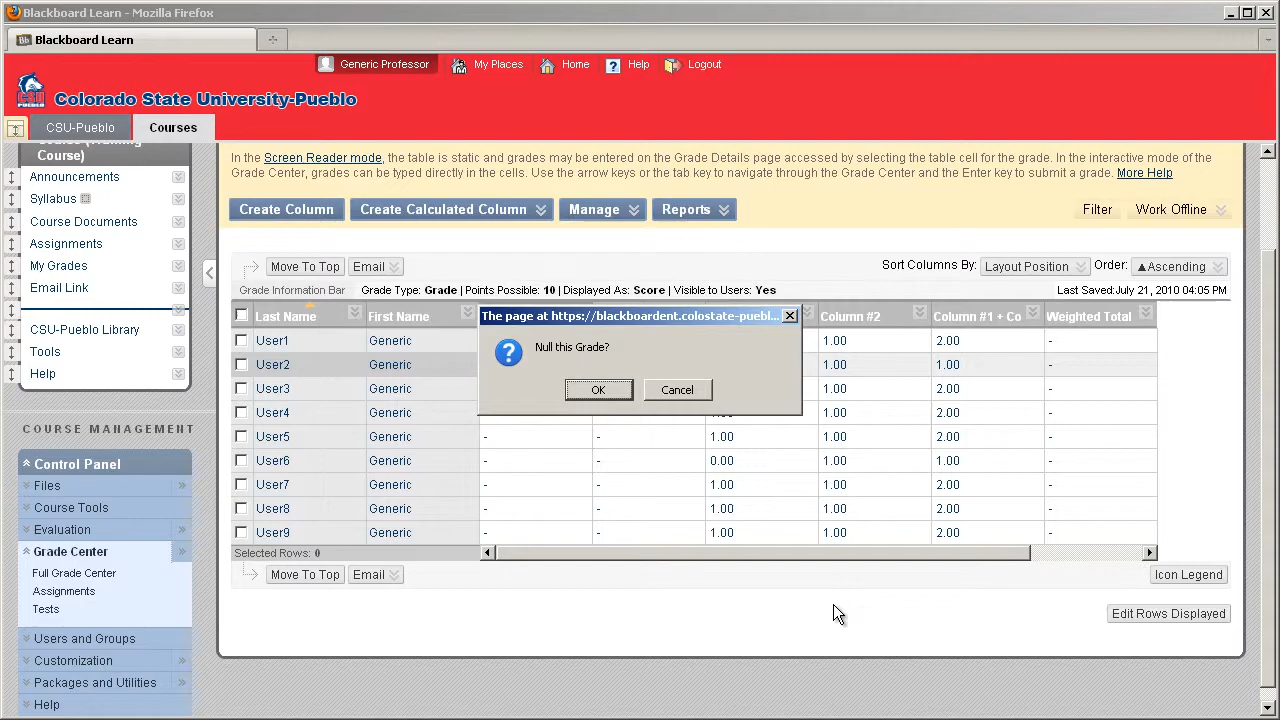 Blackboard Learn - Mozilla Firefox
Blackboard Learn
Generic Professor My Places Home Help Logout
Colorado State University-Pueblo
CSU-Pueblo Courses
Course)
Announcements
Syllabus
Course Documents
Assignments
My Grades
Email Link
CSU-Pueblo Library
Tools
Help
COURSE MANAGEMENT
Control Panel
Files
Course Tools
Evaluation
Grade Center
Full Grade Center
Assignments
Tests
Users and Groups
Customization
Packages and Utilities
Help
In the Screen Reader mode, the table is static and grades may be entered on the Grade Details page accessed by selecting the table cell for the grade. In the interactive mode of the
Grade Center, grades can be typed directly in the cells. Use the arrow keys or the tab key to navigate through the Grade Center and the Enter key to submit a grade. More Help
Create Column Create Calculated Column Manage Reports Filter Work Offline
Move To Top Email Sort Columns By: Layout Position Order: ▲Ascending
Grade Type: Grade | Points Possible: 10 | Displayed As: Score | Visible to Users: Yes Last Saved:July 21, 2010 04:05 PM
Last Name First Name Column #2 Column #1 + Co Weighted Total
User1 Generic 1.00 2.00 -
User2 Generic 1.00 1.00 -
User3 Generic 1.00 2.00 -
User4 Generic 1.00 2.00 -
User5 Generic - - 1.00 1.00 2.00 -
User6 Generic - - 0.00 1.00 1.00 -
User7 Generic - - 1.00 1.00 2.00 -
User8 Generic - - 1.00 1.00 2.00 -
User9 Generic - - 1.00 1.00 2.00 -
Selected Rows: 0
Move To Top Email Icon Legend
Edit Rows Displayed
The page at https://blackboardent.colostate-puebl...
Null this Grade?
OK Cancel